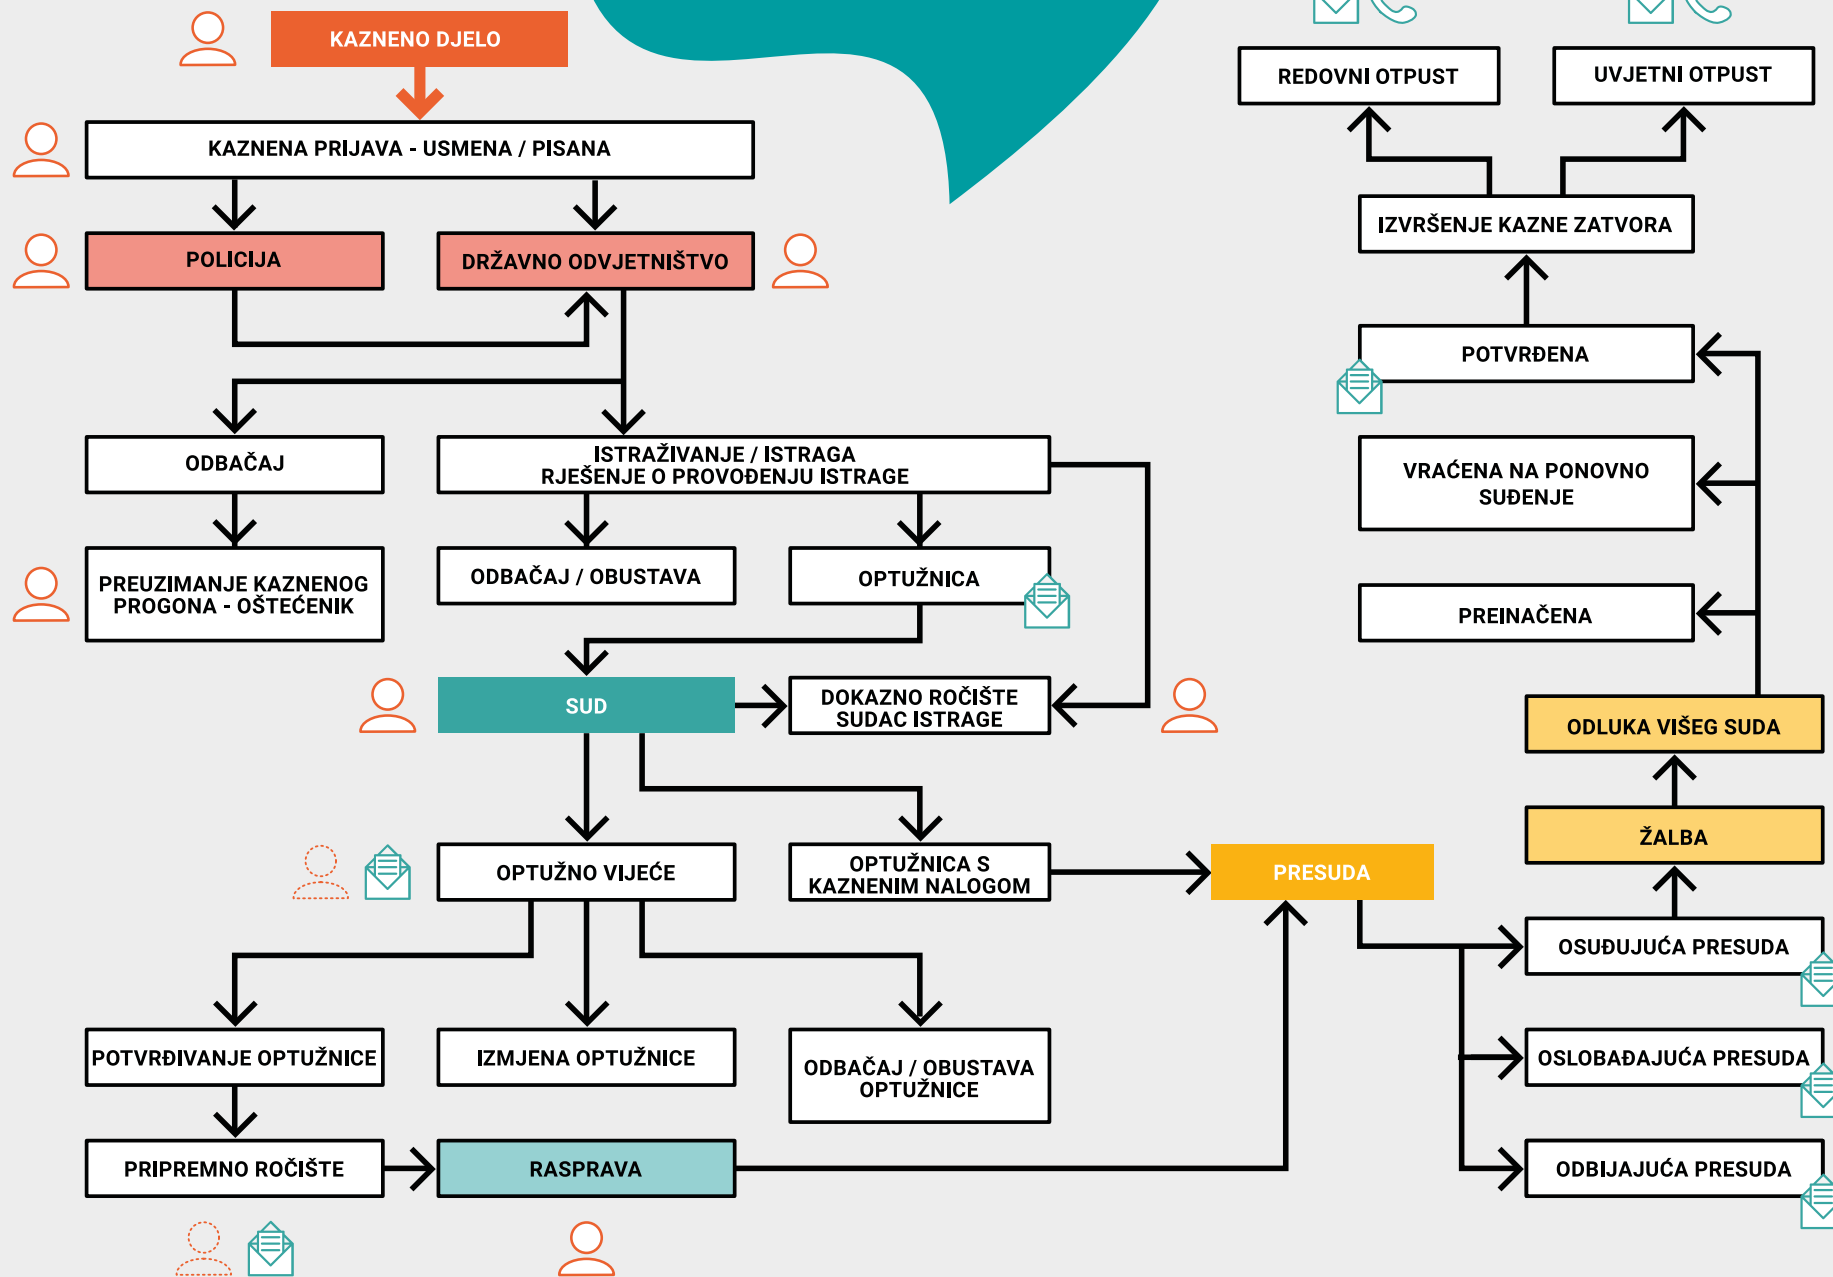 KAZNENO DJELO
KAZNENA PRIJAVA - USMENA / PISANA
POLICIJA
DRŽAVNO ODVJETNIŠTVO
ODBAČAJ
ISTRAŽIVANJE / ISTRAGA
RJEŠENJE O PROVOĐENJU ISTRAGE
PREUZIMANJE KAZNENOG
PROGONA - OŠTEĆENIK
ODBAČAJ / OBUSTAVA
OPTUŽNICA
SUD
DOKAZNO ROČIŠTE
SUDAC ISTRAGE
OPTUŽNO VIJEĆE
OPTUŽNICA S
KAZNENIM NALOGOM
POTVRĐIVANJE OPTUŽNICE
IZMJENA OPTUŽNICE
ODBAČAJ / OBUSTAVA
OPTUŽNICE
PRIPREMNO ROČIŠTE
RASPRAVA
PRESUDA
REDOVNI OTPUST
UVJETNI OTPUST
IZVRŠENJE KAZNE ZATVORA
POTVRĐENA
VRAĆENA NA PONOVNO
SUĐENJE
PREINAČENA
ODLUKA VIŠEG SUDA
ŽALBA
OSUĐUJUĆA PRESUDA
OSLOBAĐAJUĆA PRESUDA
ODBIJAJUĆA PRESUDA